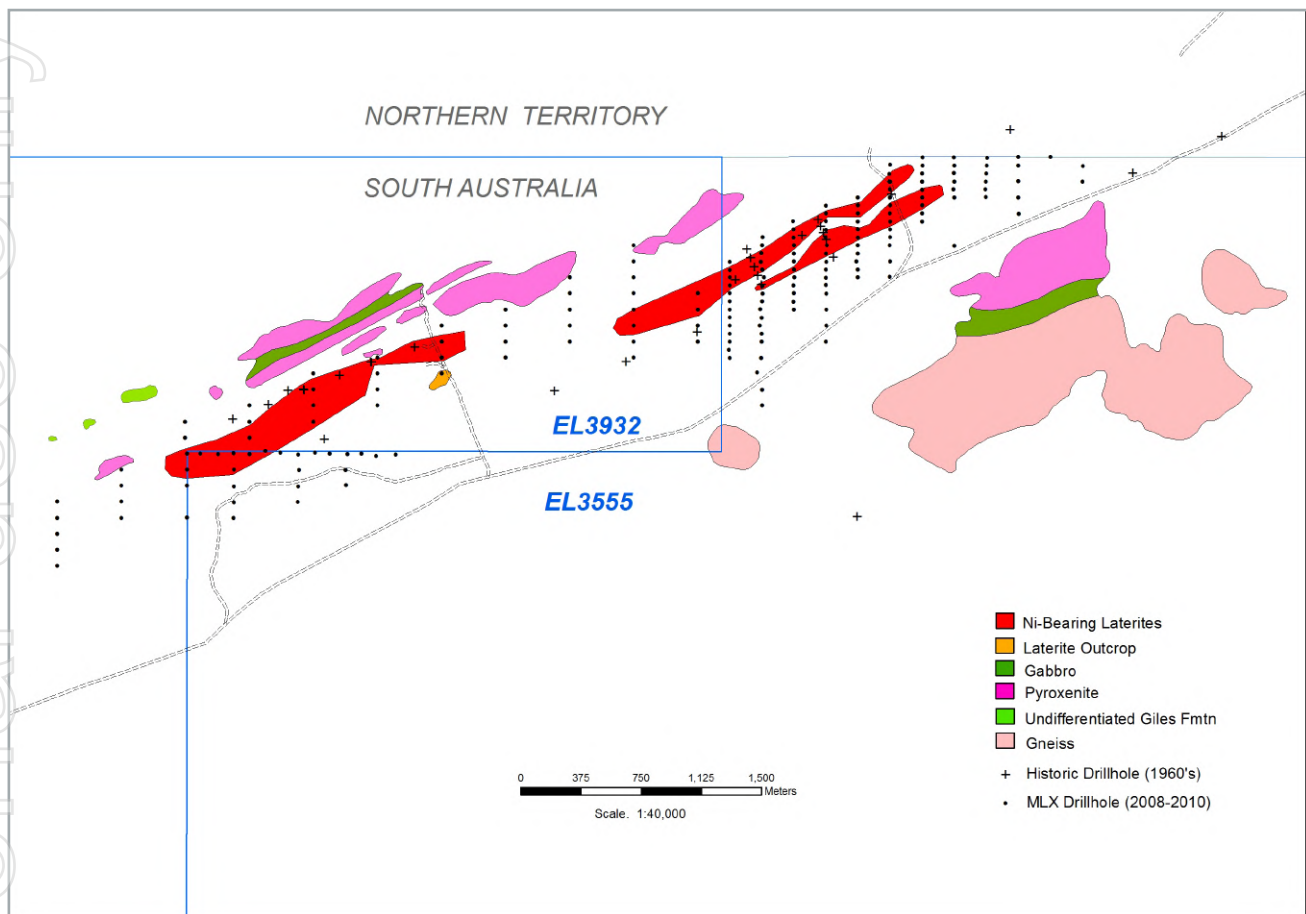 NORTHERN TERRITORY
SOUTH AUSTRALIA
EL3932
EL3555
Ni-Bearing Laterites
Laterite Outcrop
Gabbro
Pyroxenite
Undifferentiated Giles Fmtn
Gneiss
Historic Drillhole (1960's)
MLX Drillhole (2008-2010)
0 375 750 1,125 1,500
Meters
Scale. 1:40,000